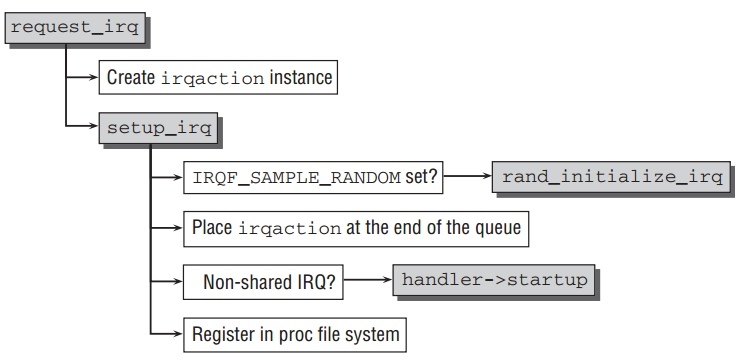 request_irq
Create irqaction instance
setup_irq
IRQF_SAMPLE_RANDOM set?
rand_initialize_irq
Place irqaction at the end of the queue
Non-shared IRQ?
handler->startup
Register in proc file system